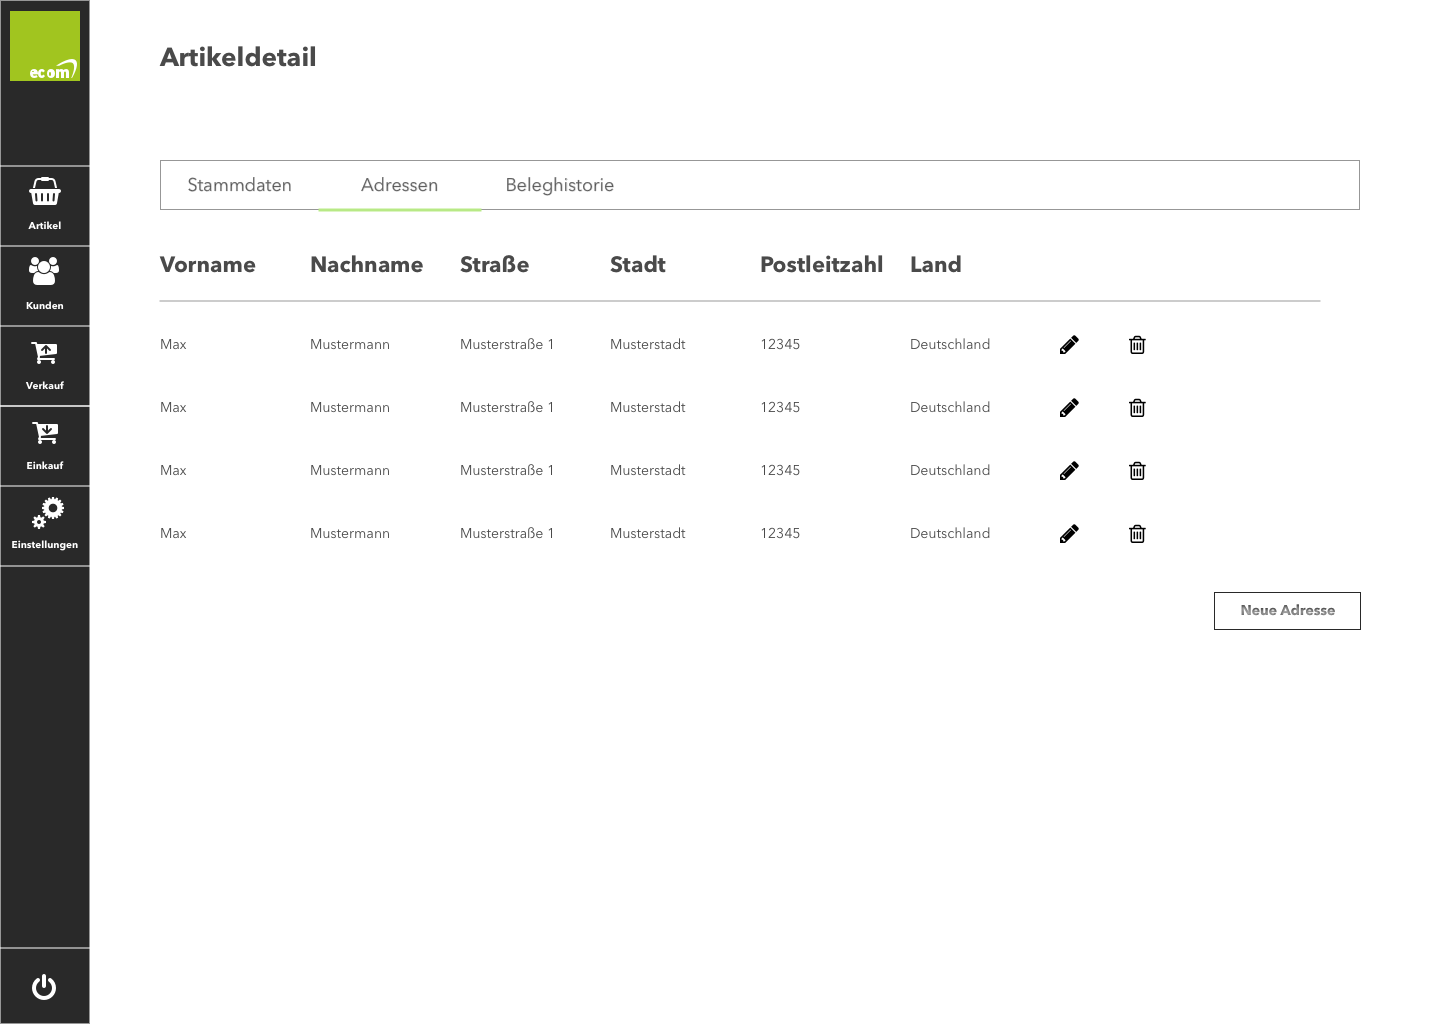 ecom
Artikeldetail
Artikel
Kunden
Verkauf
Einkauf
Einstellungen
Stammdaten Adressen Beleghistorie
Vorname Nachname Straße Stadt Postleitzahl Land
Max Mustermann Musterstraße 1 Musterstadt 12345 Deutschland
Max Mustermann Musterstraße 1 Musterstadt 12345 Deutschland
Max Mustermann Musterstraße 1 Musterstadt 12345 Deutschland
Max Mustermann Musterstraße 1 Musterstadt 12345 Deutschland
Neue Adresse